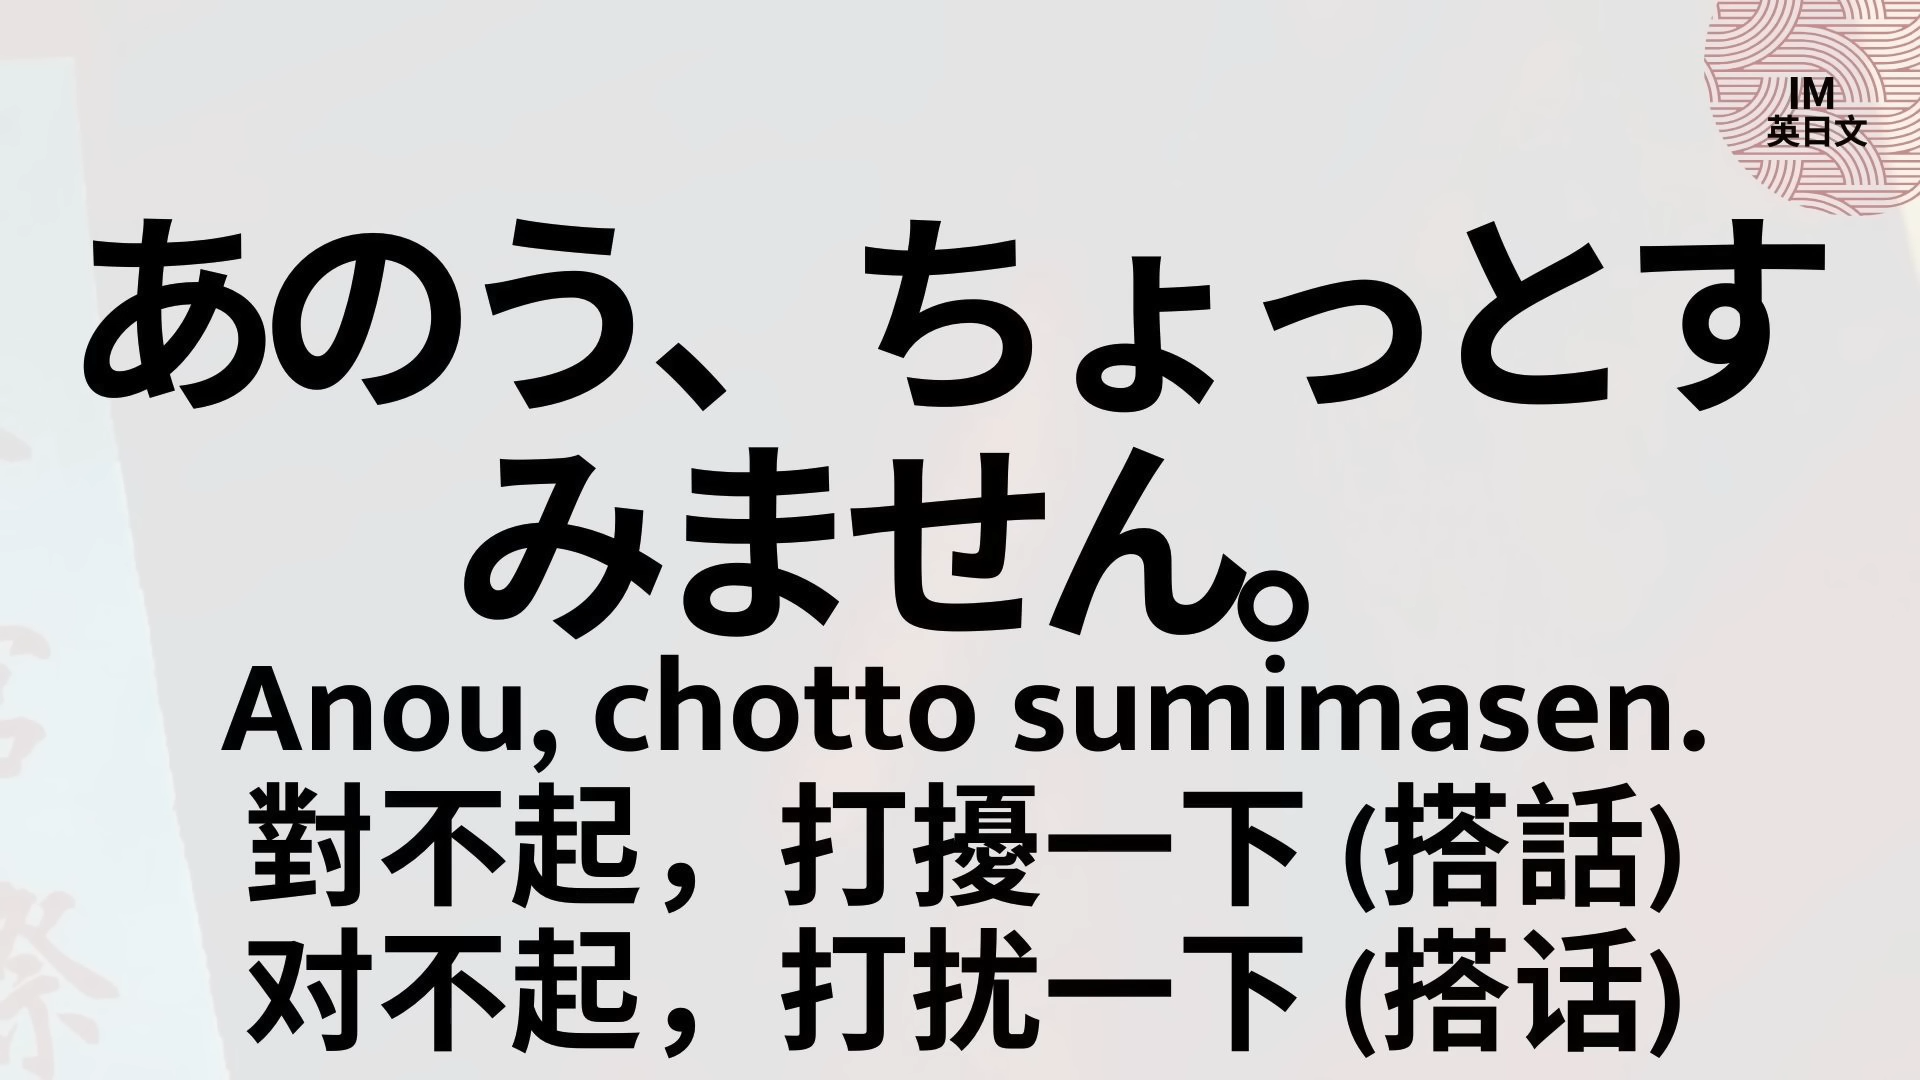 IM
英日文
あのう、ちょっとす
みません。
Anou, chotto sumimasen.
對不起，打擾一下 (搭話)
对不起，打扰一下 (搭话)